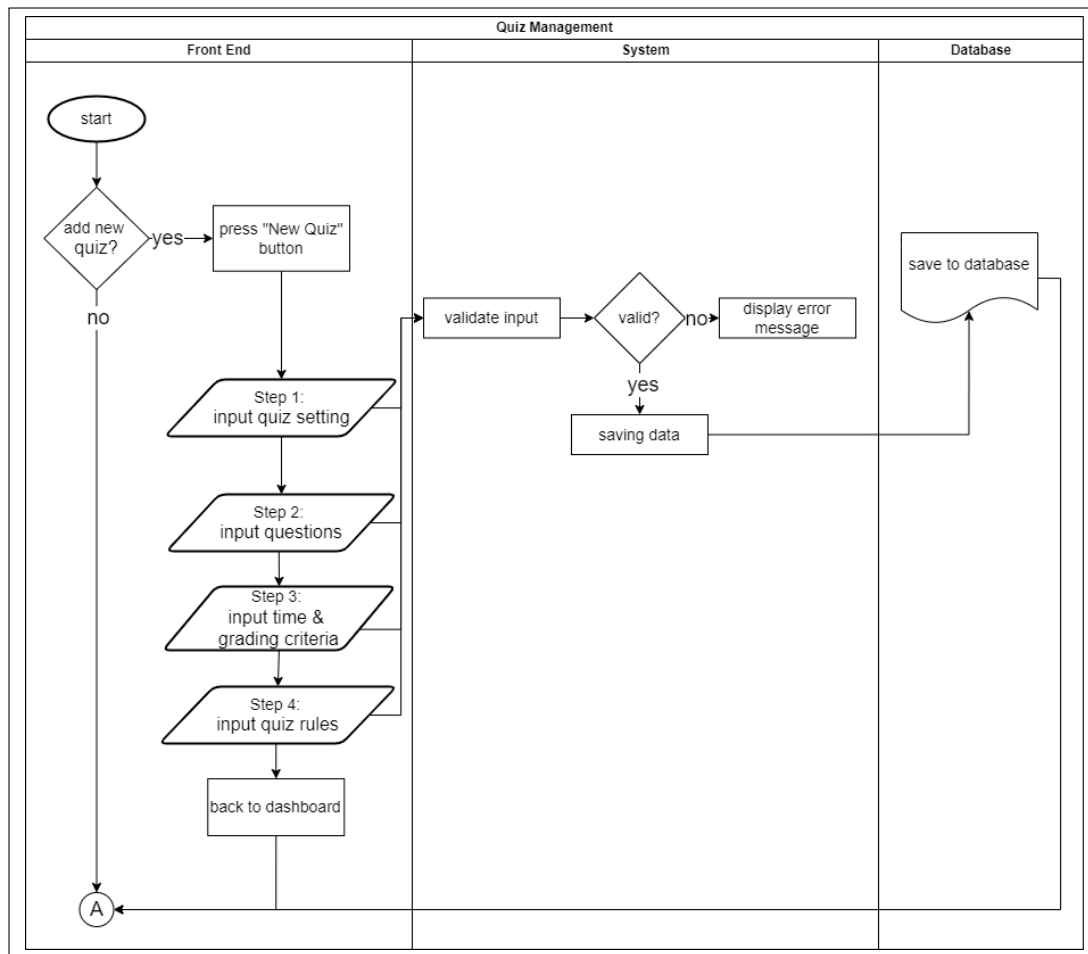 Quiz Management
Front End
System
Database
start
add new
quiz?
yes
press "New Quiz"
button
no
Step 1:
input quiz setting
Step 2:
input questions
Step 3:
input time &
grading criteria
Step 4:
input quiz rules
back to dashboard
A
validate input
valid?
no
display error
message
yes
saving data
save to database